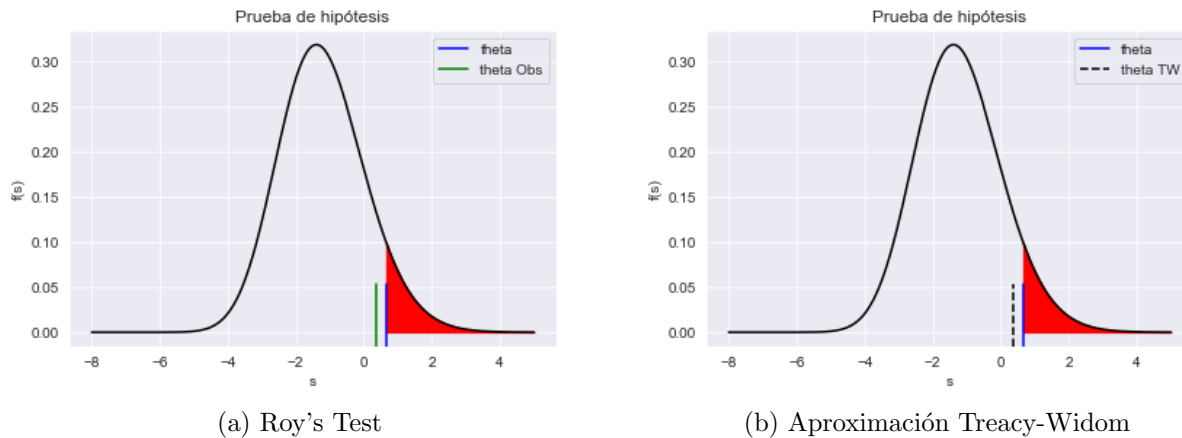 Prueba de hipótesis
theta
theta Obs
0.30
0.25
0.20
0.15
0.10
0.05
0.00
f(s)
−8 −6 −4 −2 0 2 4
s
(a) Roy's Test
Prueba de hipótesis
theta
theta TW
0.30
0.25
0.20
0.15
0.10
0.05
0.00
f(s)
−8 −6 −4 −2 0 2 4
s
(b) Aproximación Treacy-Widom